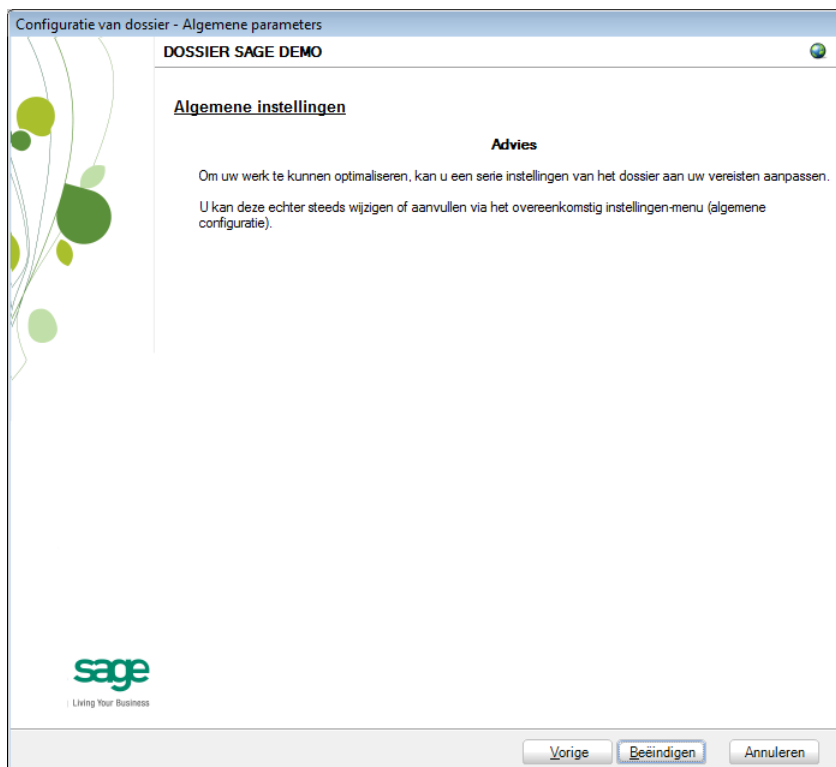 Configuratie van dossier - Algemene parameters
DOSSIER SAGE DEMO
Algemene instellingen
Advies
Om uw werk te kunnen optimaliseren, kan u een serie instellingen van het dossier aan uw vereisten aanpassen.
U kan deze echter steeds wijzigen of aanvullen via het overeenkomstig instellingen-menu (algemene
configuratie).
sage
Living Your Business
Vorige
Beëindigen
Annuleren